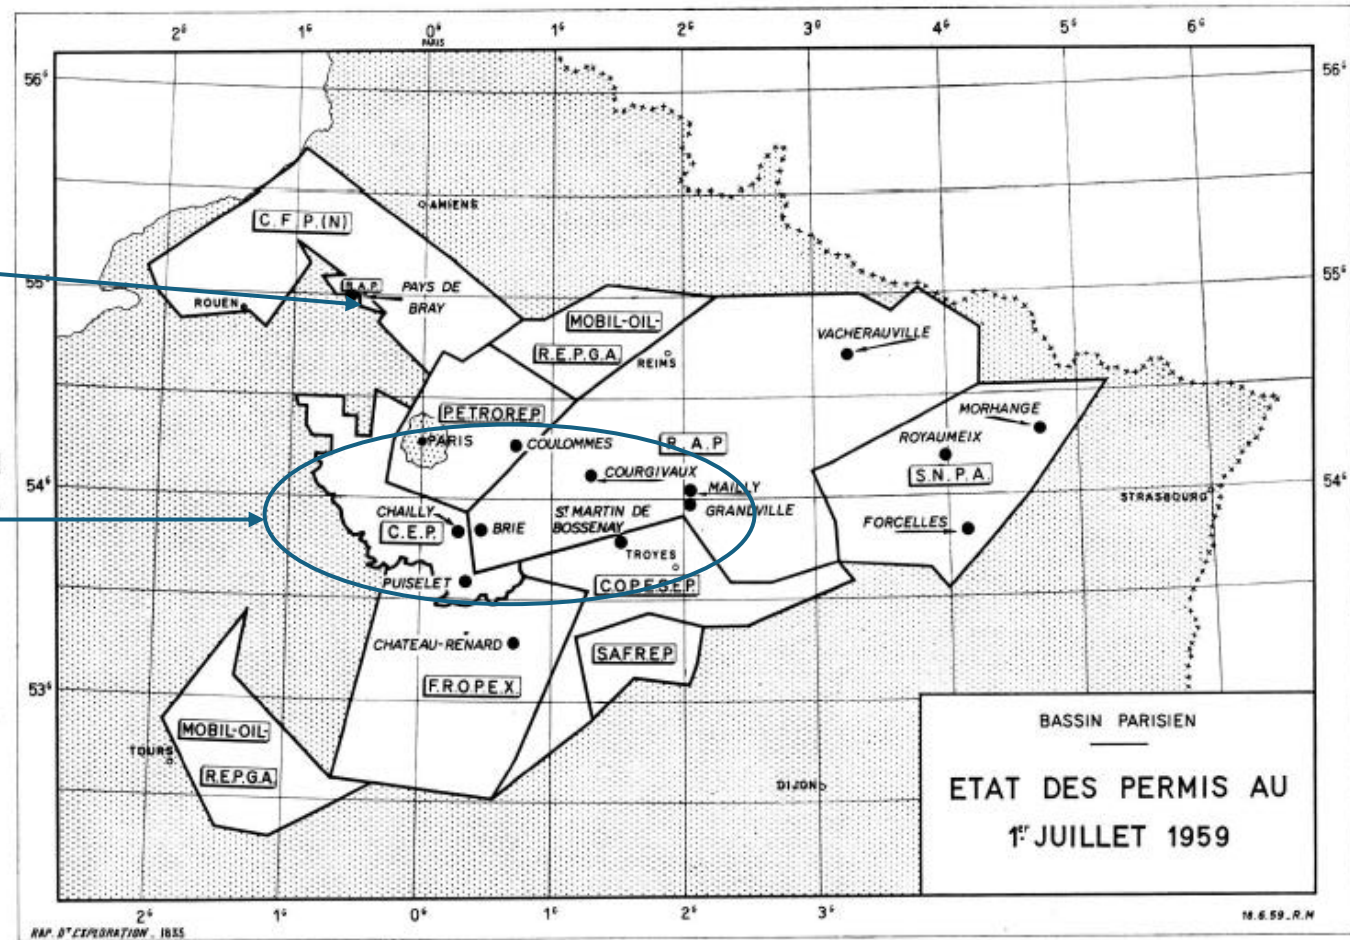 2ᴳ 1ᴳ 0ᴳ 1ᴳ 2ᴳ 3ᴳ 4ᴳ 5ᴳ 6ᴳ
PARIS
56ᴳ 56ᴳ
AMIENS
C. F. P. (N)
55ᴳ 55ᴳ
R.A.P. PAYS DE
BRAY
ROUEN
MOBIL-OIL-
R.E.P.G.A.
REIMS
VACHERAUVILLE
MORHANGE
PETROREP.
PARIS
COULOMMES
R.A.P
ROYAUMEIX
S.N.P.A.
COURGIVAUX
MAILLY
GRANDVILLE
54ᴳ 54ᴳ
STRASBOURG
CHAILLY
C.E.P.
BRIE
Sᵗ MARTIN DE
BOSSENAY
FORCELLES
TROYES
PUISELET
C.O.P.E.S.E.P.
CHATEAU-RENARD
S.A.F.R.E.P
F.R.O.P.E.X.
53ᴳ
MOBIL-OIL-
TOURS
R.E.P.G.A.
DIJON
BASSIN PARISIEN
ETAT DES PERMIS AU
1ᵉʳ JUILLET 1959
2ᴳ 1ᴳ 0ᴳ 1ᴳ 2ᴳ 3ᴳ
RAP. Dᵀ EXPLORATION. 1835
18.6.59_R.M